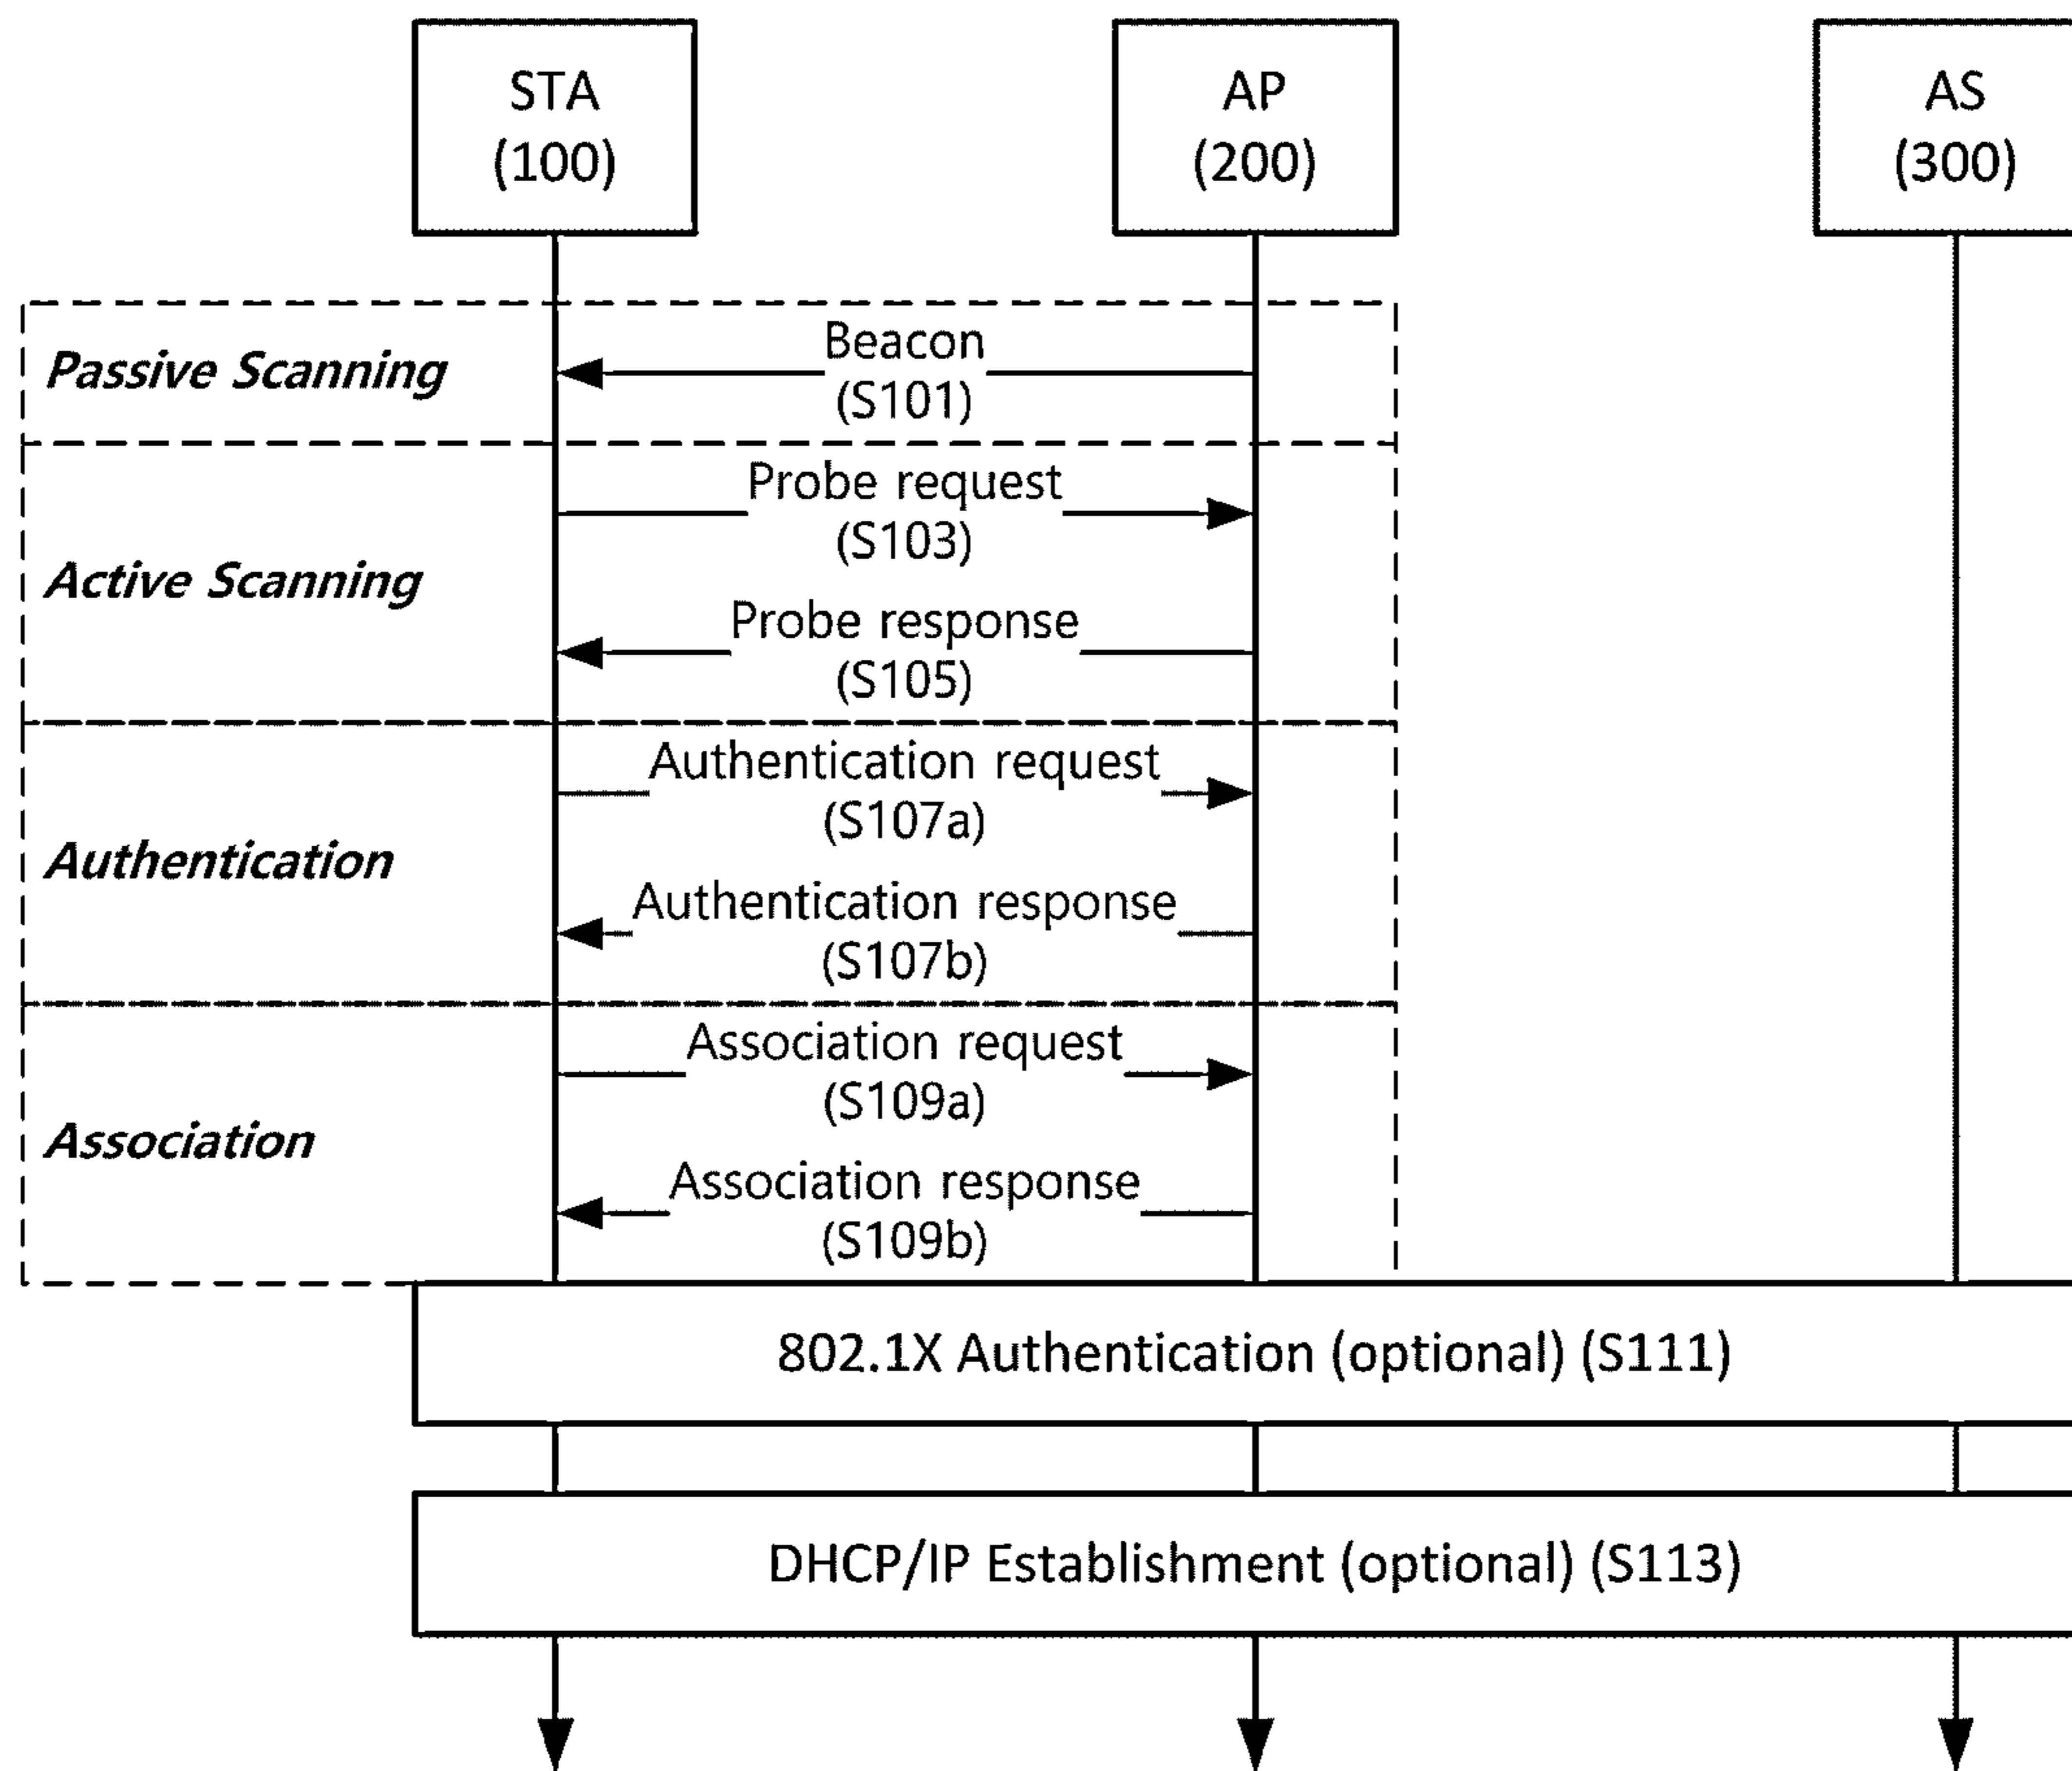 STA
(100)
AP
(200)
AS
(300)
Passive Scanning
Beacon
(S101)
Active Scanning
Probe request
(S103)
Probe response
(S105)
Authentication
Authentication request
(S107a)
Authentication response
(S107b)
Association
Association request
(S109a)
Association response
(S109b)
802.1X Authentication (optional) (S111)
DHCP/IP Establishment (optional) (S113)